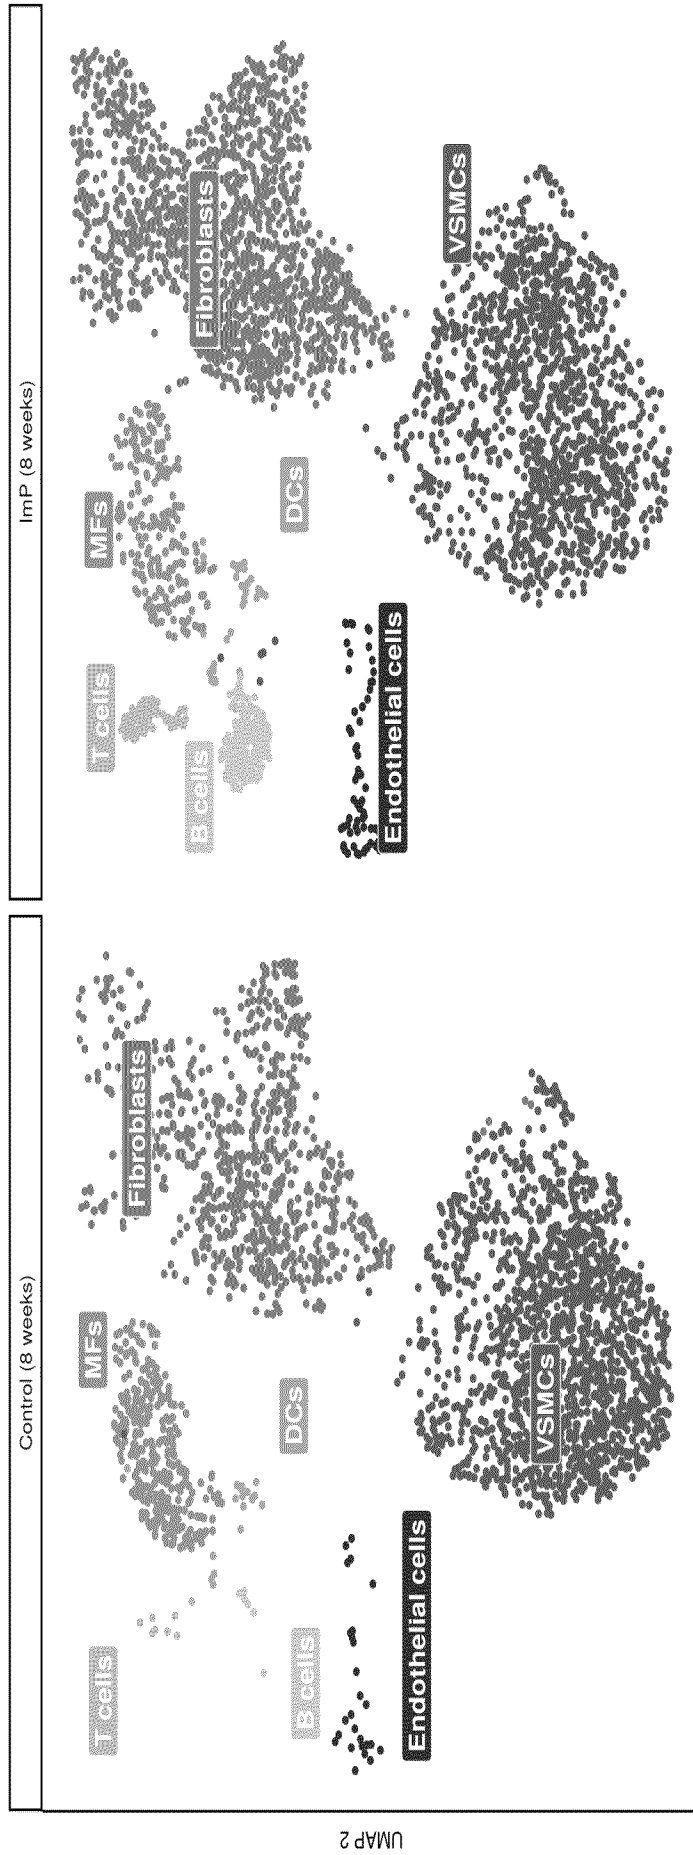 Control (8 weeks)
T cells
MFs
Fibroblasts
B cells
DCs
Endothelial cells
VSMCs
ImP (8 weeks)
T cells
MFs
Fibroblasts
B cells
DCs
Endothelial cells
VSMCs
UMAP 2